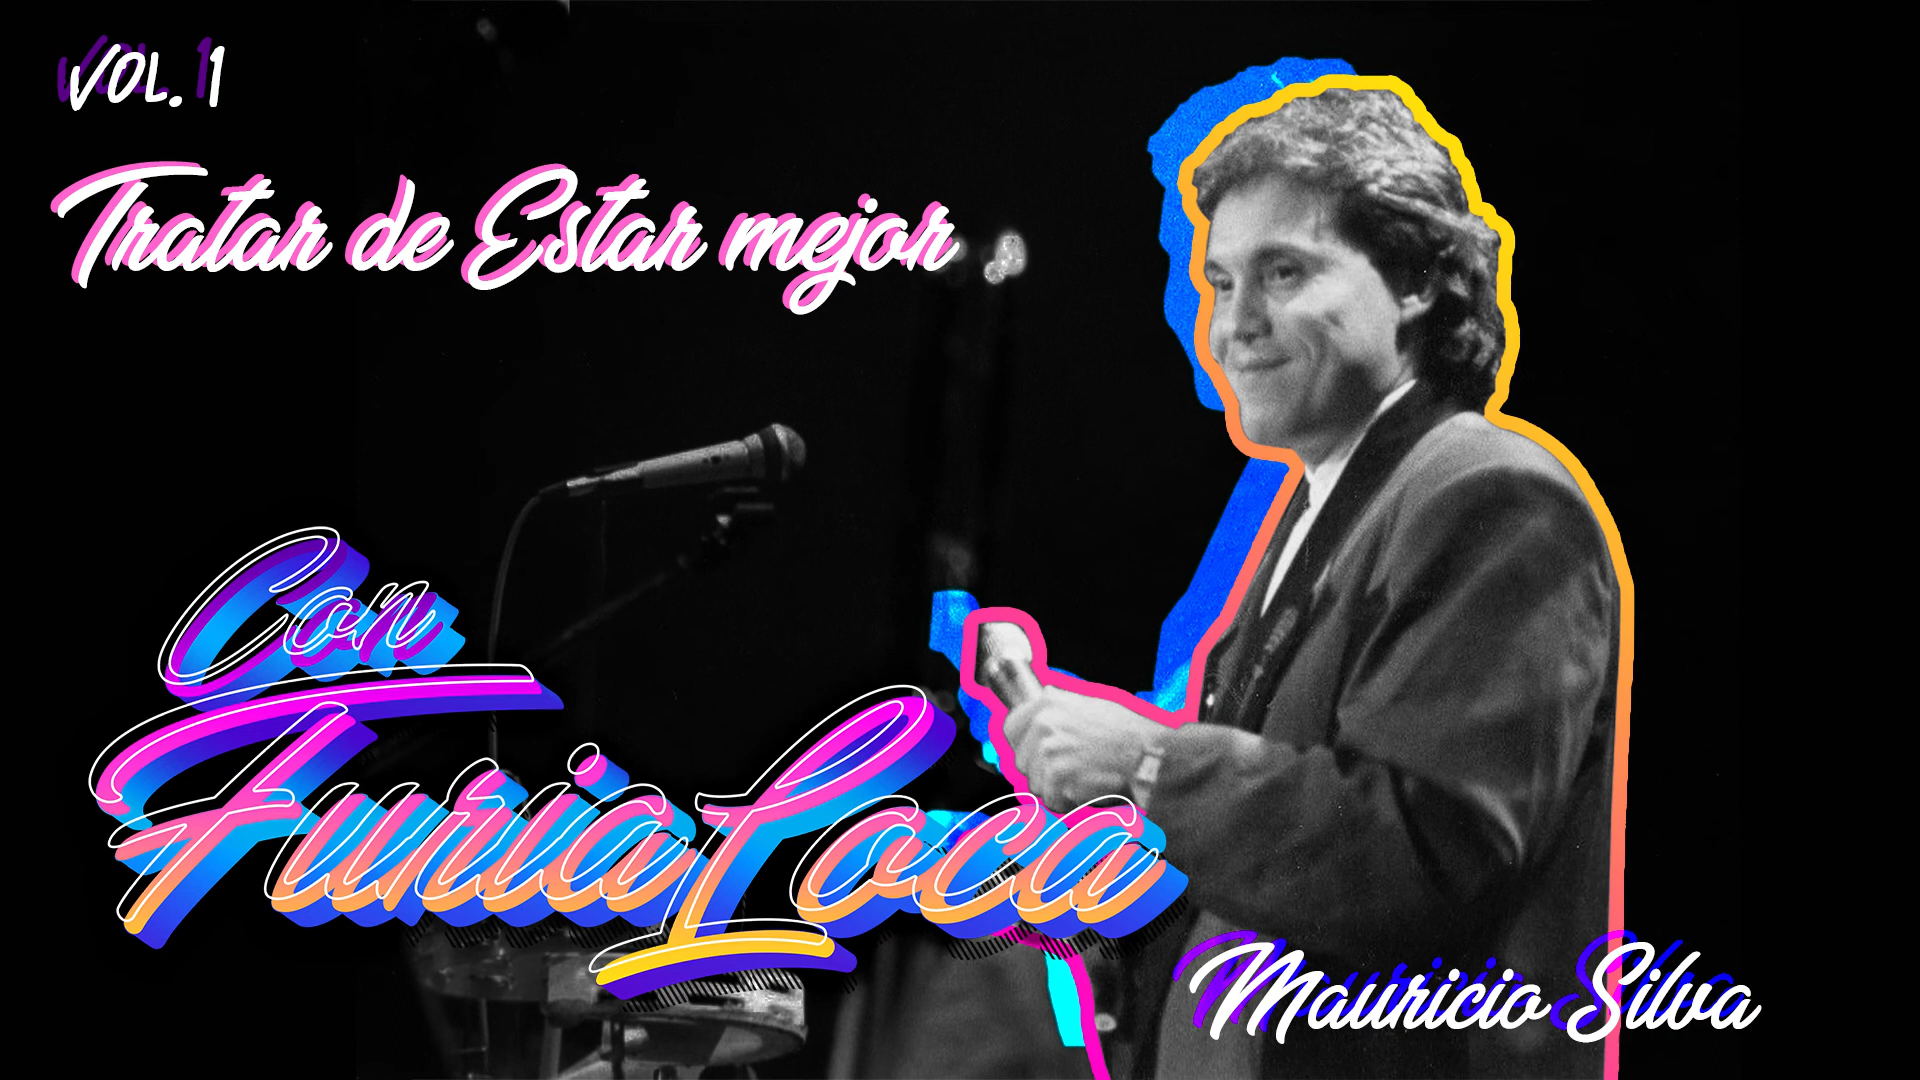 VOL. 1
Tratar de Estar mejor
Con
Furia Loca
Mauricio Silva